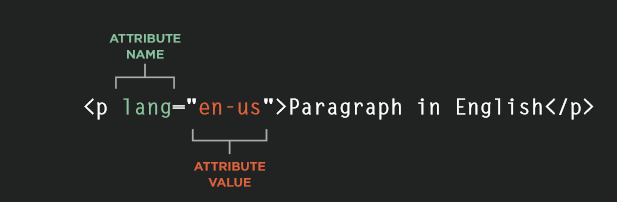 ATTRIBUTE
NAME
<p lang="en-us">Paragraph in English</p>
ATTRIBUTE
VALUE